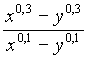 x^{0,3} − y^{0,3}
x^{0,1} − y^{0,1}